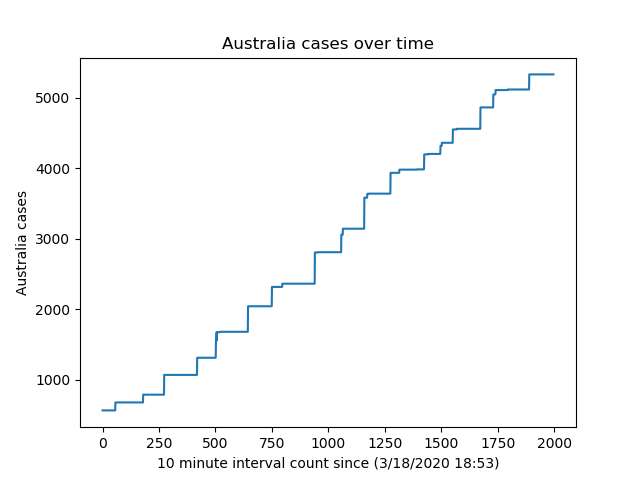 Australia cases over time
5000
4000
3000
2000
1000
Australia cases
0 250 500 750 1000 1250 1500 1750 2000
10 minute interval count since (3/18/2020 18:53)